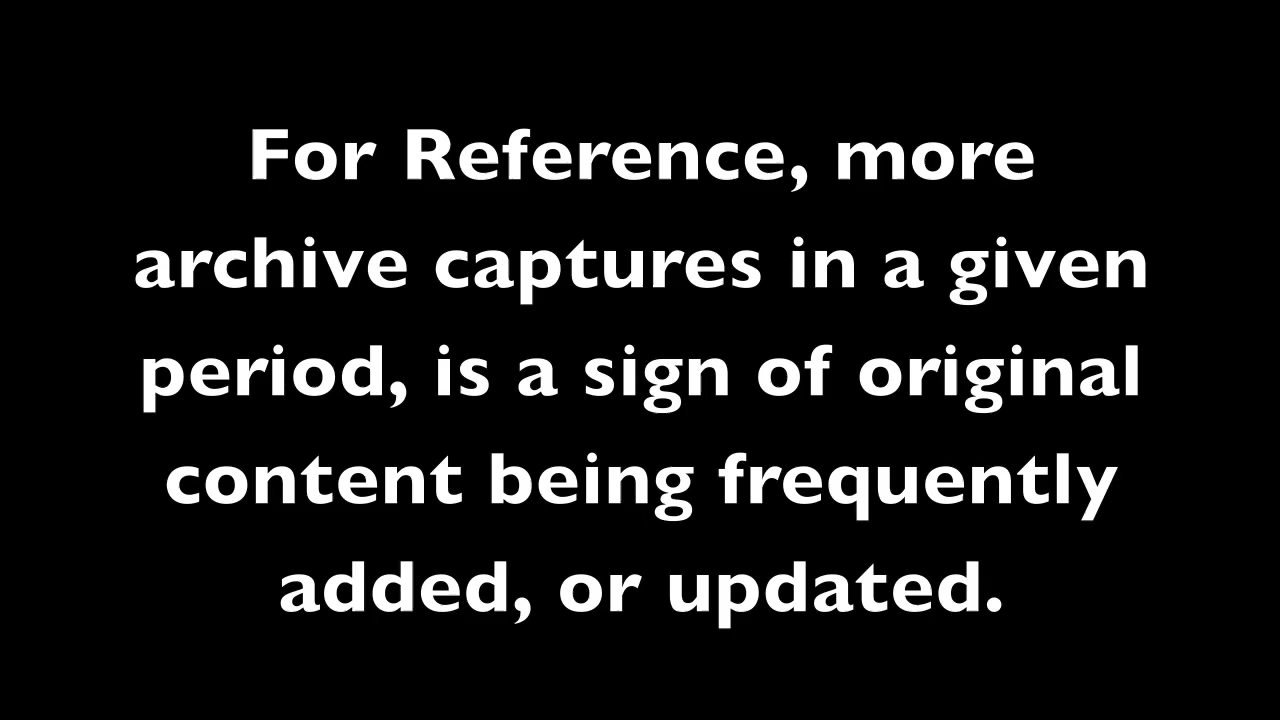 For Reference, more
archive captures in a given
period, is a sign of original
content being frequently
added, or updated.